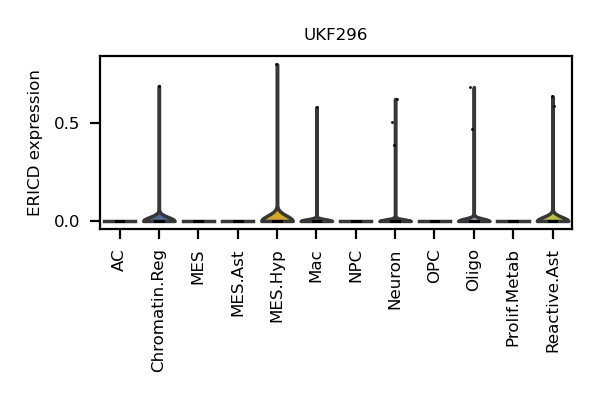 UKF296
ERICD expression
0.5
0.0
AC
Chromatin.Reg
MES
MES.Ast
MES.Hyp
Mac
NPC
Neuron
OPC
Oligo
Prolif.Metab
Reactive.Ast